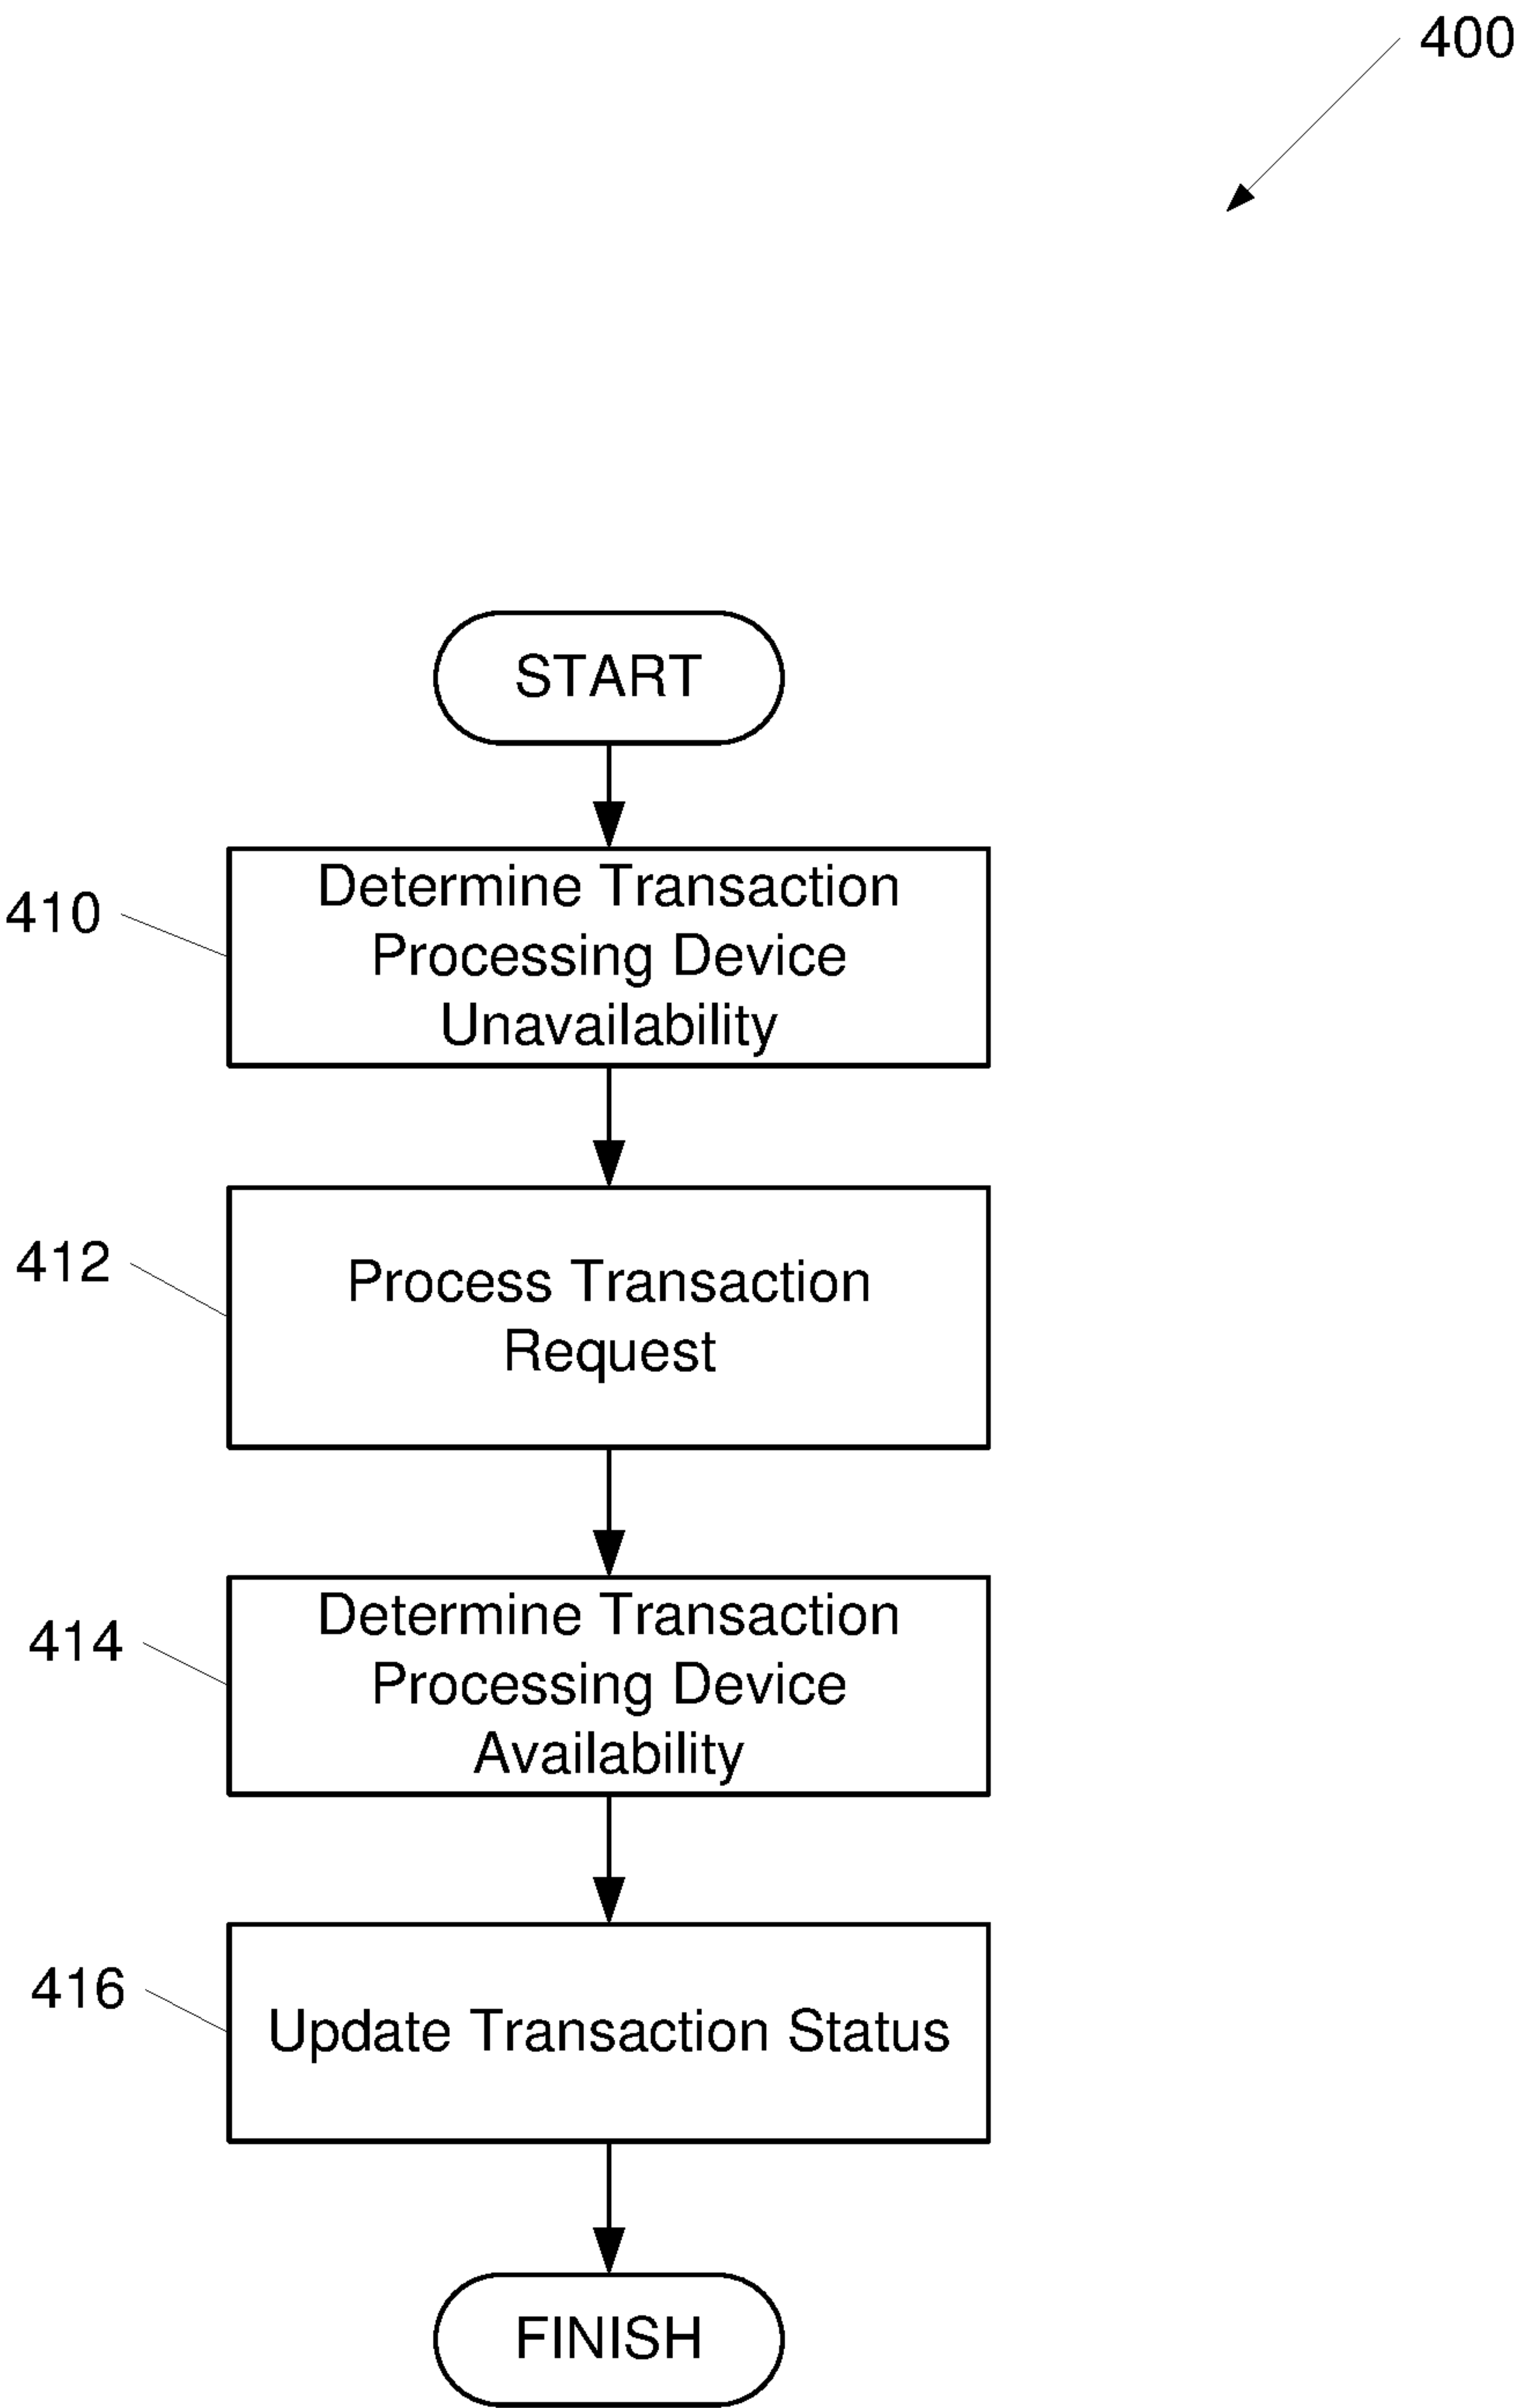 400
START
410
Determine Transaction
Processing Device
Unavailability
412
Process Transaction
Request
414
Determine Transaction
Processing Device
Availability
416
Update Transaction Status
FINISH